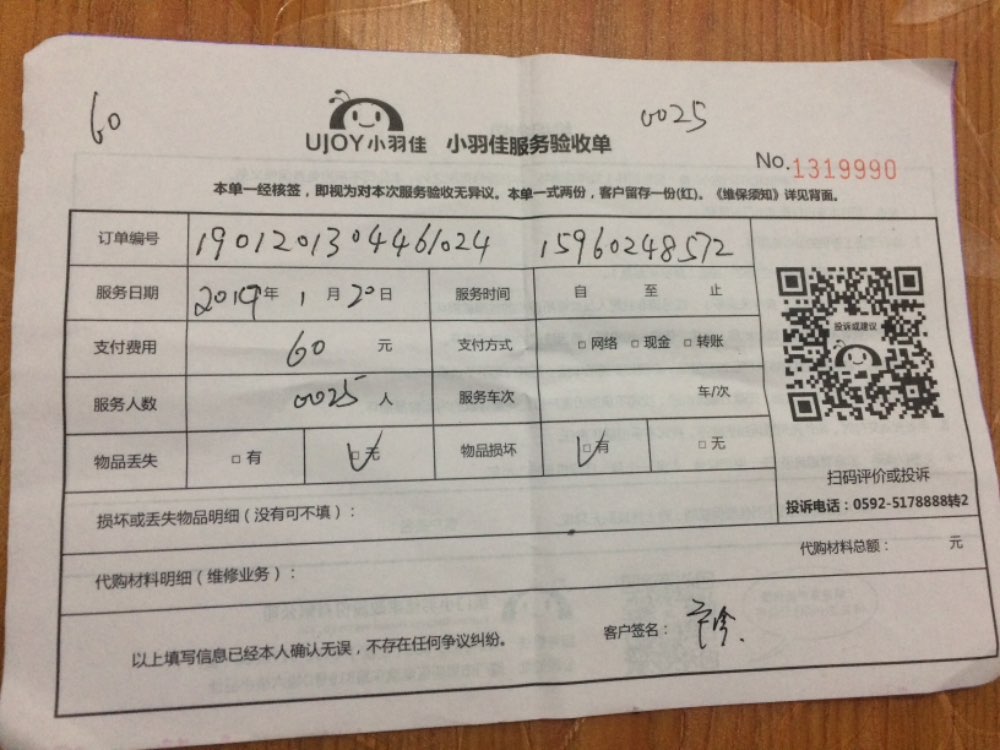 60
0025
UJOY小羽佳 小羽佳服务验收单
No.1319990
本单一经核签，即视为对本次服务验收无异议。本单一式两份，客户留存一份(红)。《维保须知》详见背面。
订单编号 1901201304461024 15960248572
服务日期 2019年 1月 20日 服务时间 自 至 止
支付费用 60 元 支付方式 □网络 □现金 □转账
服务人数 0025 人 服务车次 车/次
物品丢失 □有 □无 物品损坏 □有 □无
投诉或建议
扫码评价或投诉
投诉电话：0592-5178888转2
损坏或丢失物品明细（没有可不填）：
代购材料明细（维修业务）： 代购材料总额： 元
以上填写信息已经本人确认无误，不存在任何争议纠纷。 客户签名：